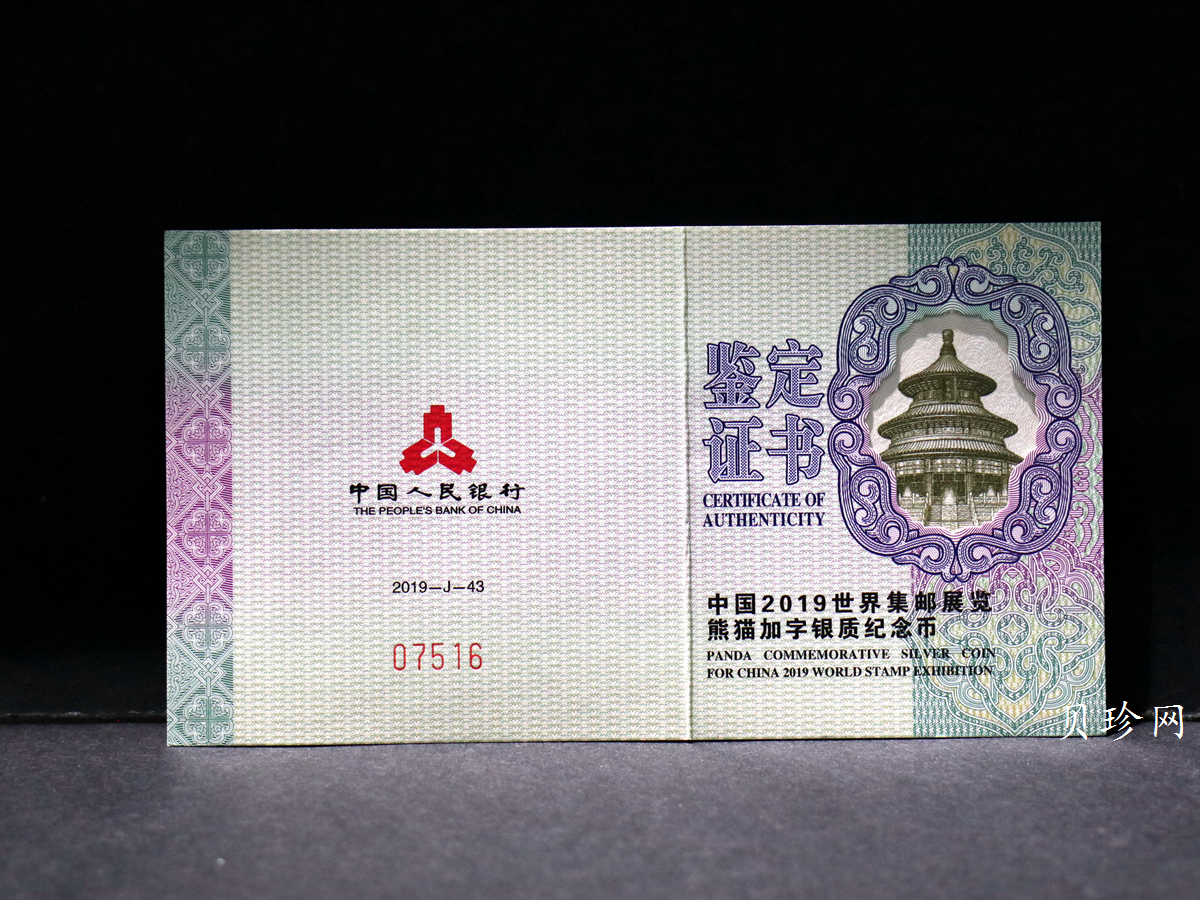 中国人民银行
THE PEOPLE'S BANK OF CHINA
2019-J-43
07516
鉴定
证书
CERTIFICATE OF
AUTHENTICITY
中国2019世界集邮展览
熊猫加字银质纪念币
PANDA COMMEMORATIVE SILVER COIN
FOR CHINA 2019 WORLD STAMP EXHIBITION
贝珍网